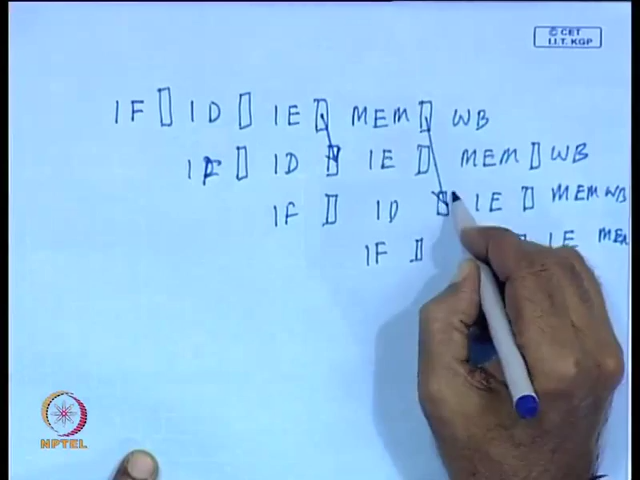 © CET
I.I.T. KGP
IF ID IE MEM WB
IF ID IE MEM WB
IF ID IE MEM WB
IF IE MEM
NPTEL